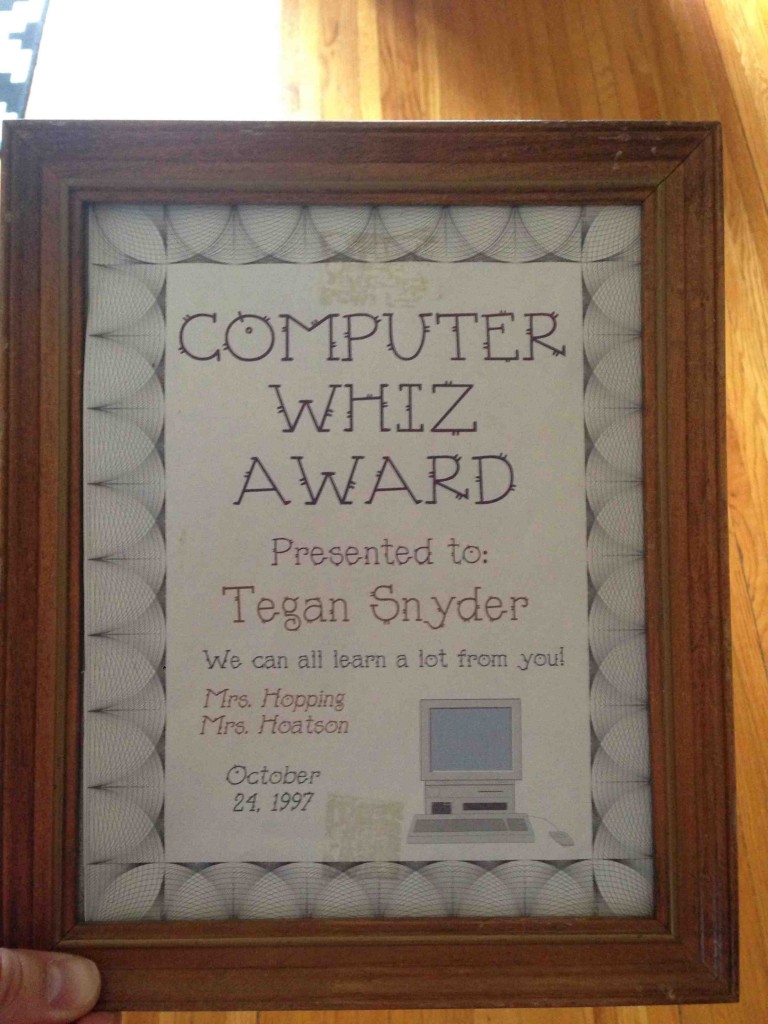 COMPUTER
WHIZ
AWARD
Presented to:
Tegan Snyder
We can all learn a lot from you!
Mrs. Hopping
Mrs. Hoatson
October
24, 1997